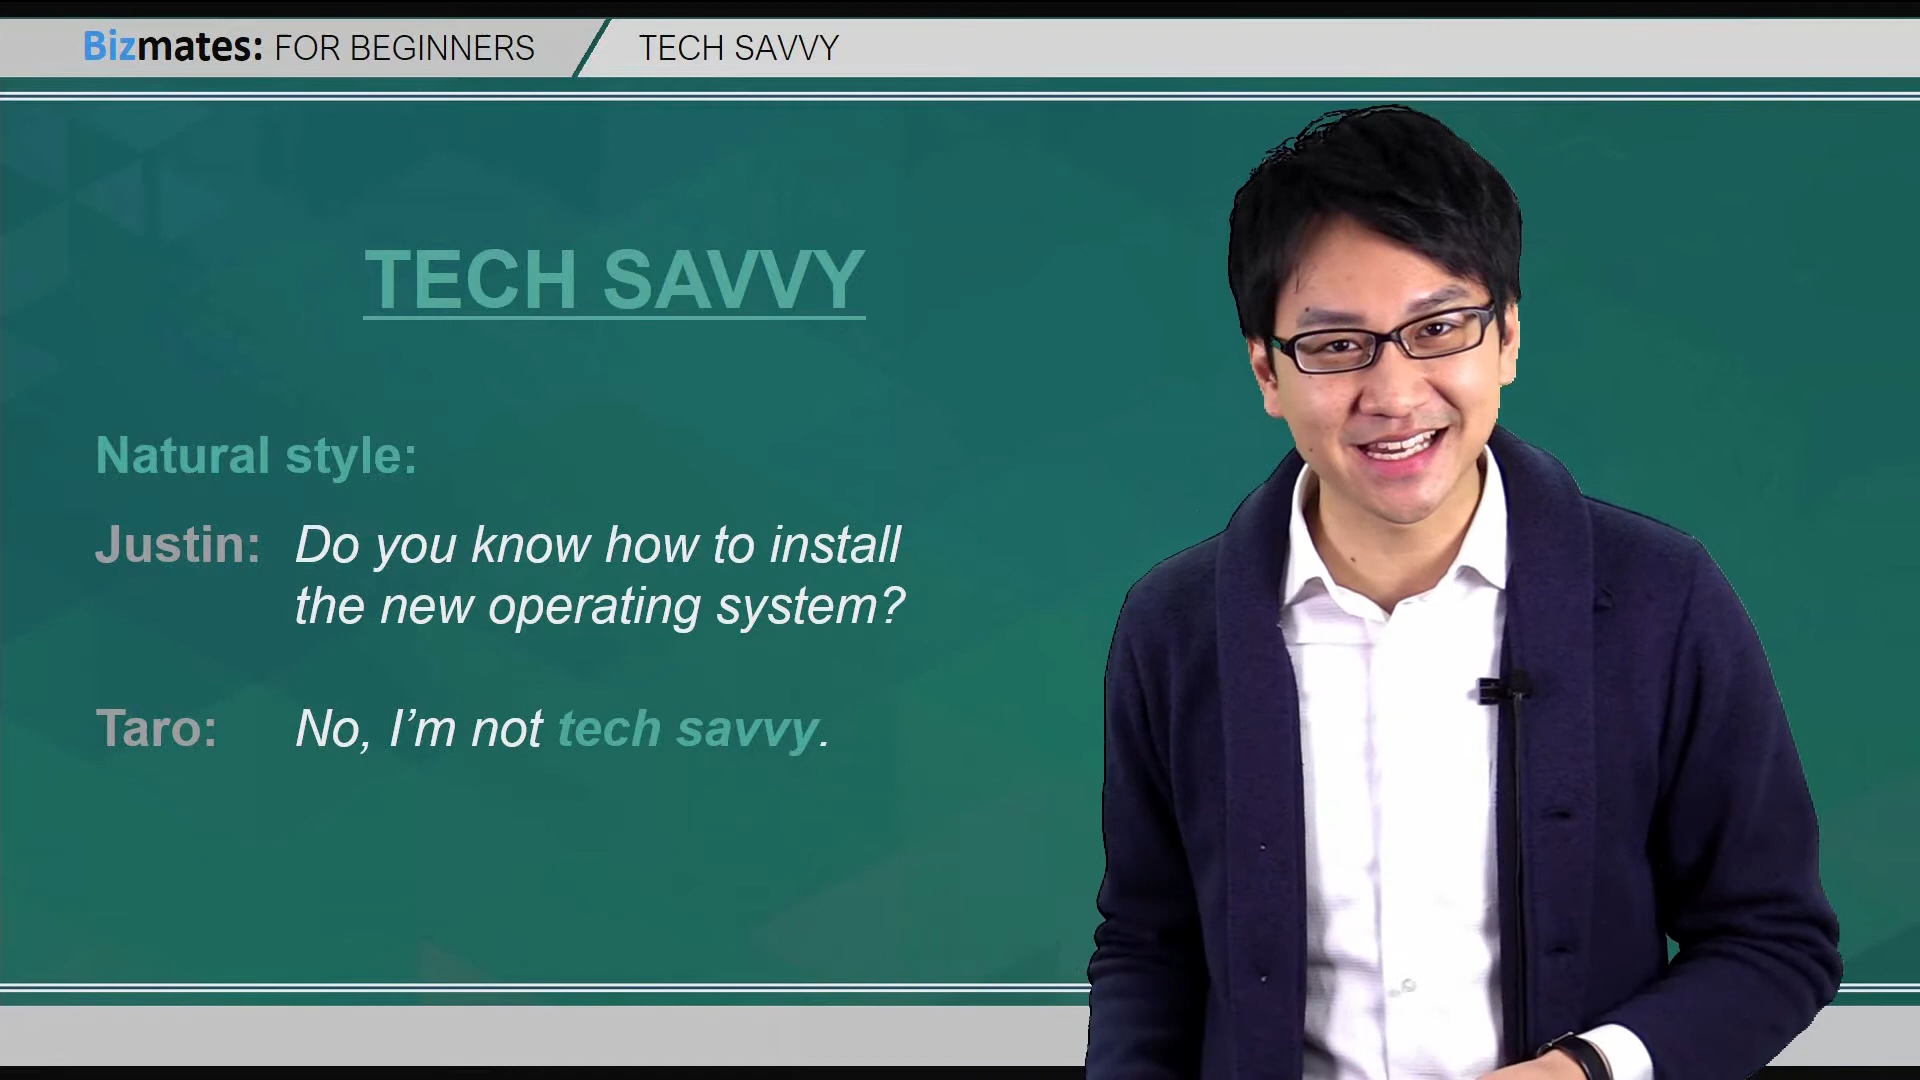 Bizmates: FOR BEGINNERS
TECH SAVVY
TECH SAVVY
Natural style:
Justin: Do you know how to install
the new operating system?
Taro: No, I’m not tech savvy.